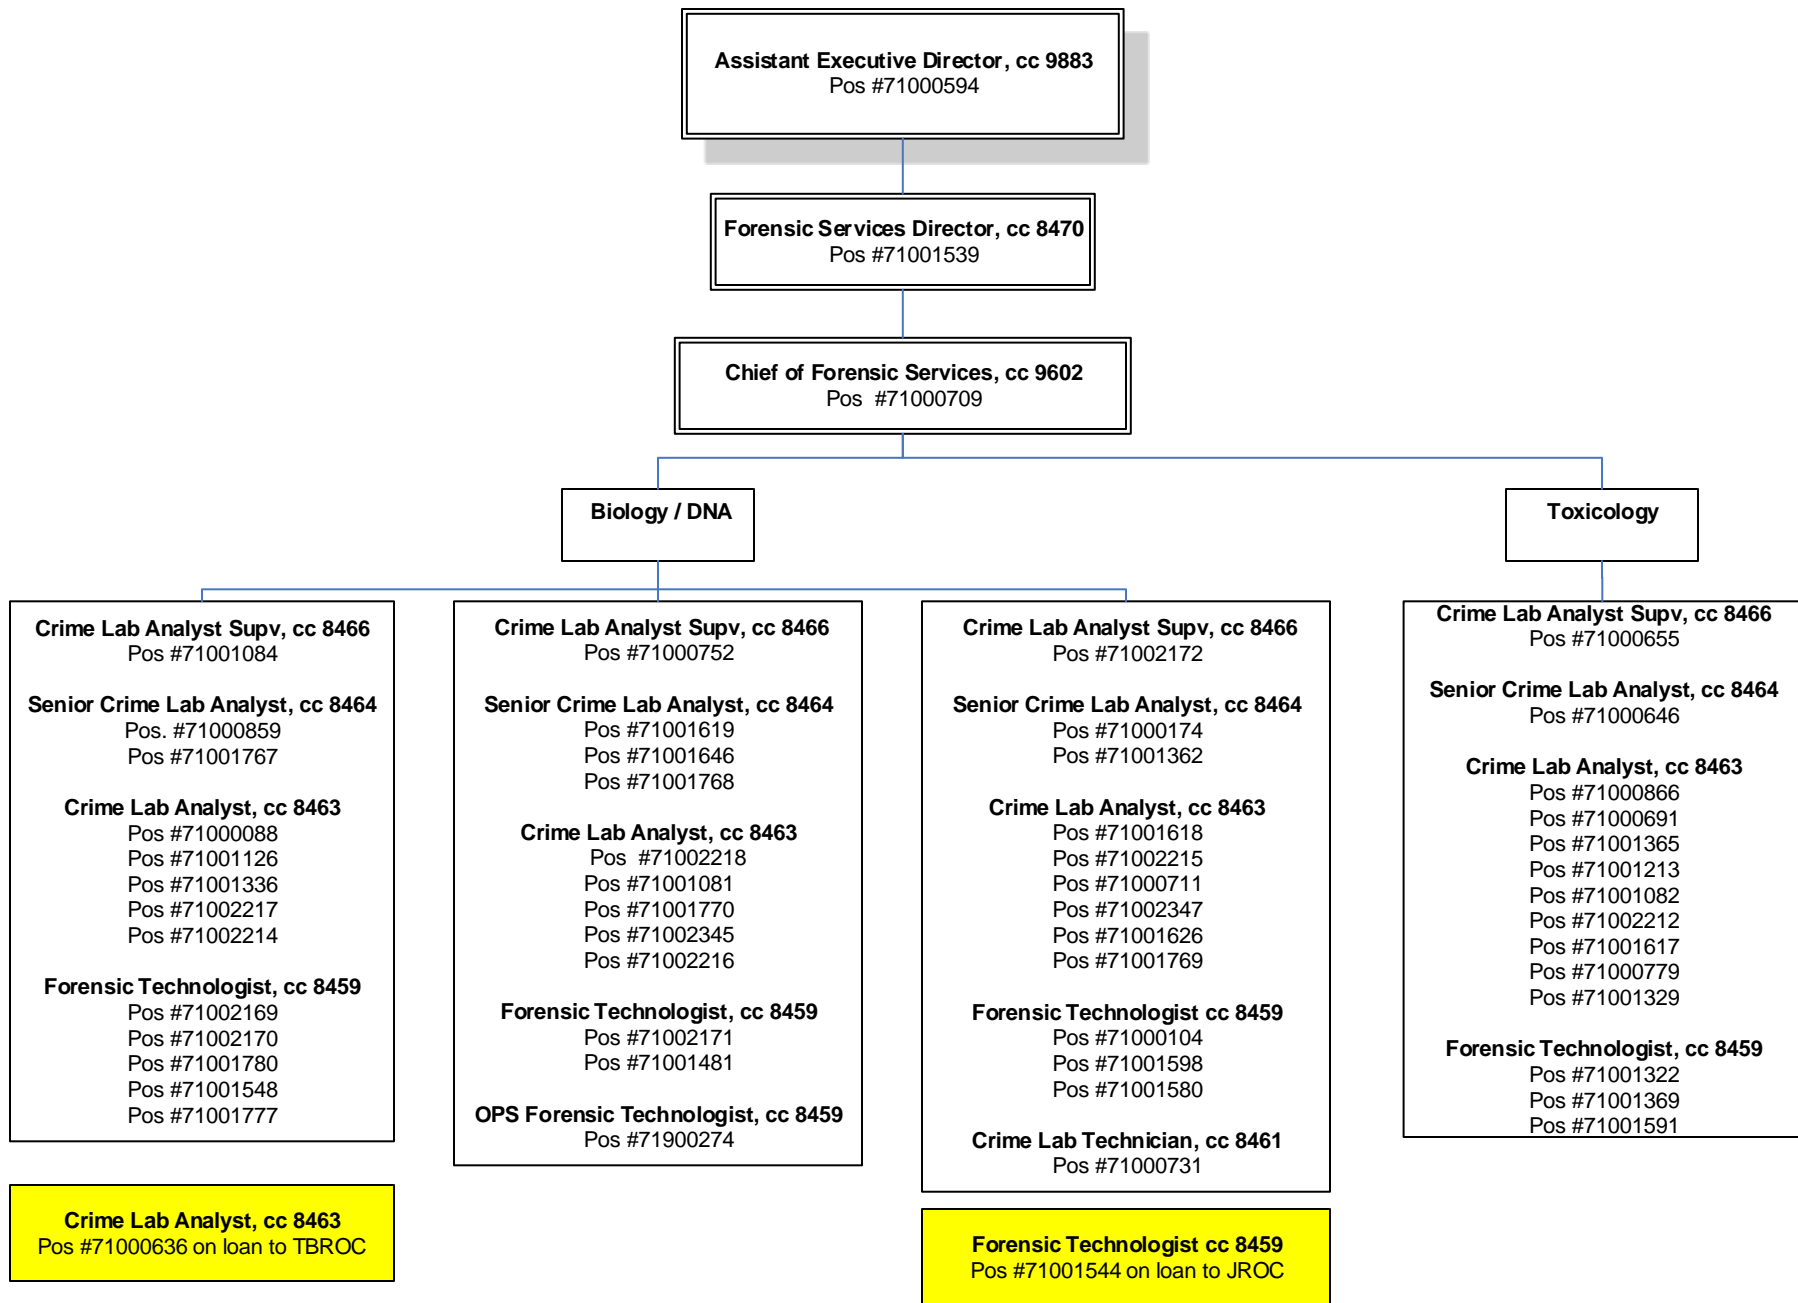 Assistant Executive Director, cc 9883
Pos #71000594
Forensic Services Director, cc 8470
Pos #71001539
Chief of Forensic Services, cc 9602
Pos  #71000709
Biology / DNA
Toxicology
Crime Lab Analyst Supv, cc 8466
Pos #71001084
Senior Crime Lab Analyst, cc 8464
Pos. #71000859
Pos #71001767
Crime Lab Analyst, cc 8463
Pos #71000088
Pos #71001126
Pos #71001336
Pos #71002217
Pos #71002214
Forensic Technologist, cc 8459
Pos #71002169
Pos #71002170
Pos #71001780
Pos #71001548
Pos #71001777
Crime Lab Analyst, cc 8463
Pos #71000636 on loan to TBROC
Crime Lab Analyst Supv, cc 8466
Pos #71000752
Senior Crime Lab Analyst, cc 8464
Pos #71001619
Pos #71001646
Pos #71001768
Crime Lab Analyst, cc 8463
Pos  #71002218
Pos #71001081
Pos #71001770
Pos #71002345
Pos #71002216
Forensic Technologist, cc 8459
Pos #71002171
Pos #71001481
OPS Forensic Technologist, cc 8459
Pos #71900274
Crime Lab Analyst Supv, cc 8466
Pos #71002172
Senior Crime Lab Analyst, cc 8464
Pos #71000174
Pos #71001362
Crime Lab Analyst, cc 8463
Pos #71001618
Pos #71002215
Pos #71000711
Pos #71002347
Pos #71001626
Pos #71001769
Forensic Technologist cc 8459
Pos #71000104
Pos #71001598
Pos #71001580
Crime Lab Technician, cc 8461
Pos #71000731
Forensic Technologist cc 8459
Pos #71001544 on loan to JROC
Crime Lab Analyst Supv, cc 8466
Pos #71000655
Senior Crime Lab Analyst, cc 8464
Pos #71000646
Crime Lab Analyst, cc 8463
Pos #71000866
Pos #71000691
Pos #71001365
Pos #71001213
Pos #71001082
Pos #71002212
Pos #71001617
Pos #71000779
Pos #71001329
Forensic Technologist, cc 8459
Pos #71001322
Pos #71001369
Pos #71001591